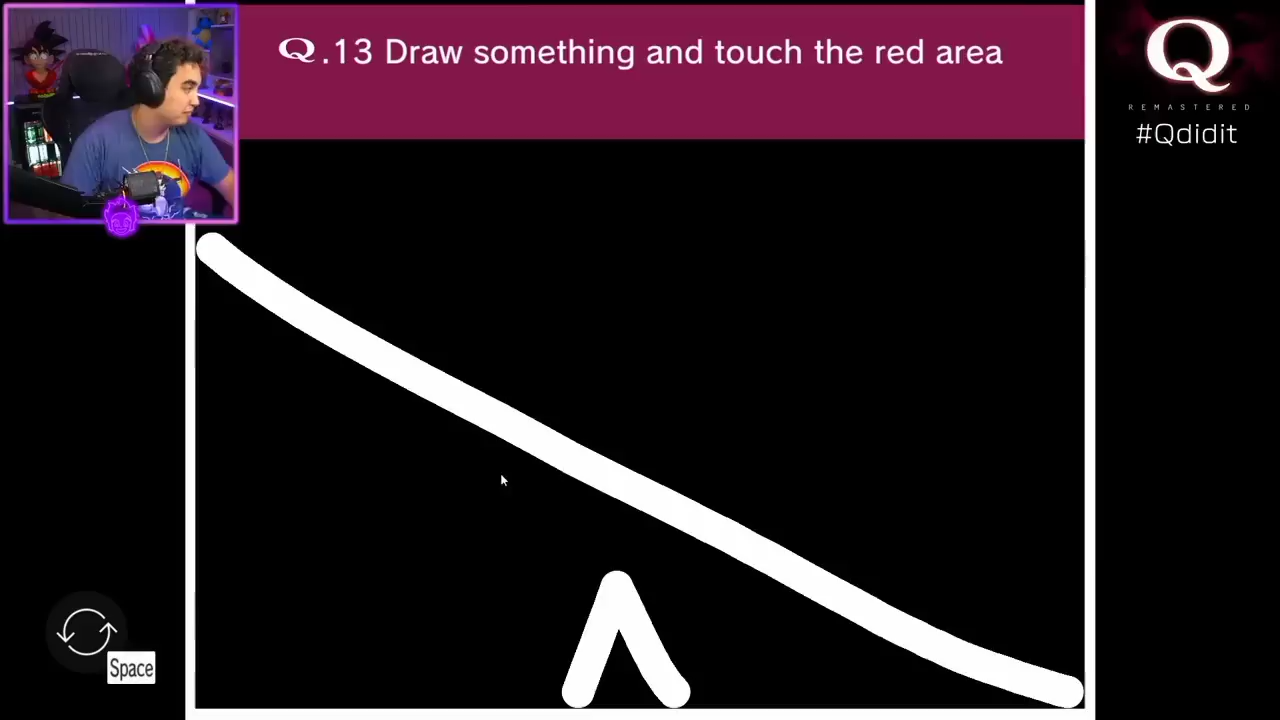 Q.13 Draw something and touch the red area
Q
REMASTERED
#Qdidit
Space